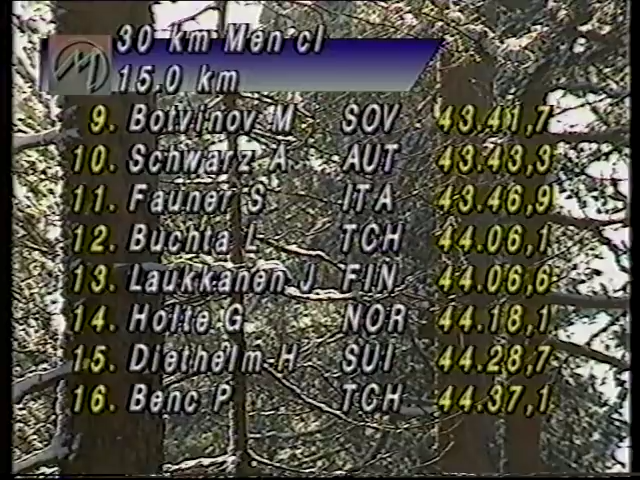 30 km Men cl
15,0 km
9. Botvinov M SOV 43.41,7
10. Schwarz A AUT 43.43,3
11. Fauner S ITA 43.46,9
12. Buchta L TCH 44.06,1
13. Laukkanen J FIN 44.06,6
14. Holte G NOR 44.18,1
15. Diethelm H SUI 44.28,7
16. Benc P TCH 44.37,1